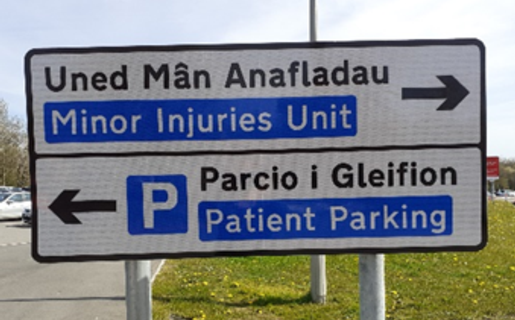 Uned Mân Anafladau
Minor Injuries Unit
P
Parcio i Gleifion
Patient Parking